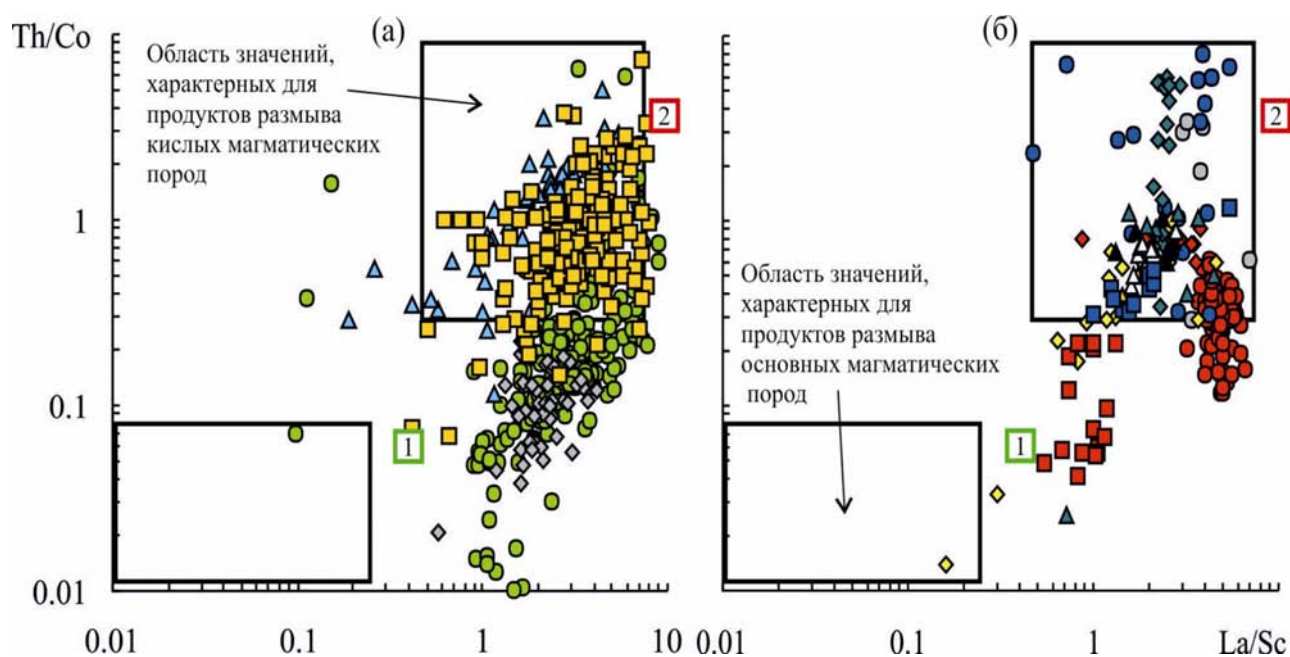 Th/Co
(а)
Область значений,
характерных для
продуктов размыва
кислых магматических
пород
2
1
1
0.1
0.01
0.01
0.1
1
10
(б)
2
Область значений,
характерных для
продуктов размыва
основных магматических
пород
1
0.01
0.1
1
La/Sc